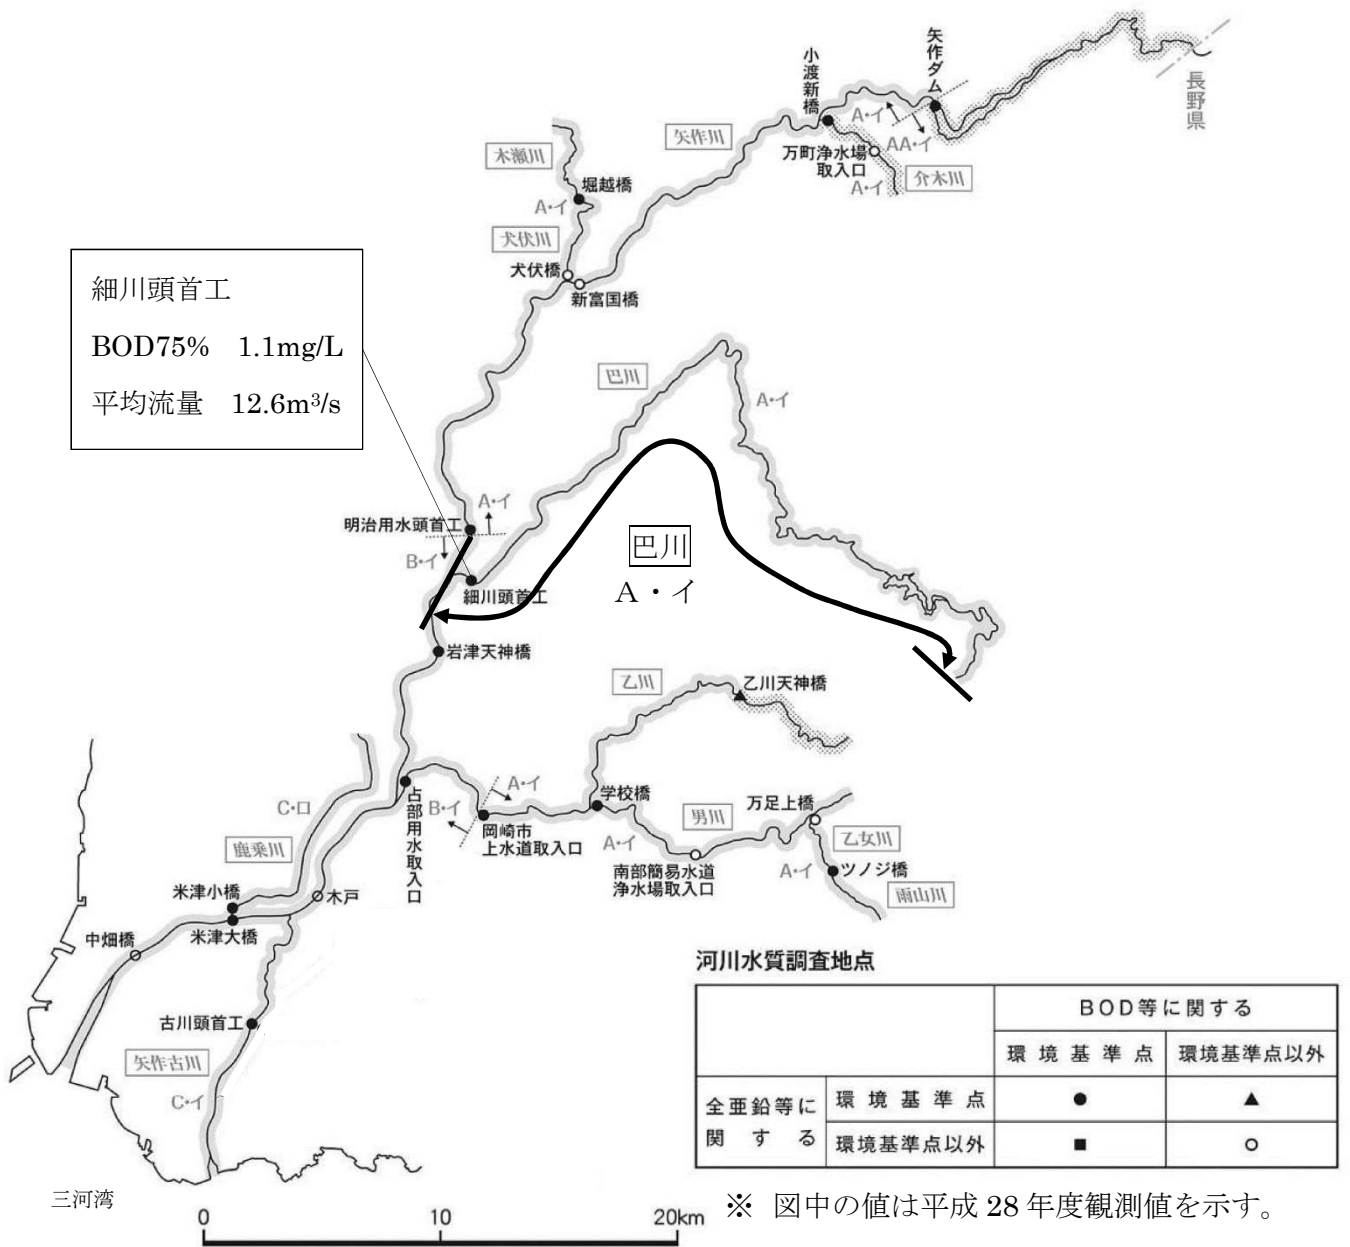 矢作ダム
小渡新橋
長野県
A・イ
AA・イ
矢作川
万町浄水場
取入口
A・イ
介木川
木瀬川
堀越橋
A・イ
犬伏川
犬伏橋
新富国橋
細川頭首工
BOD75% 1.1mg/L
平均流量 12.6m³/s
巴川
A・イ
A・イ
明治用水頭首工
B・イ
巴川
A・イ
細川頭首工
岩津天神橋
乙川
乙川天神橋
C・ロ
鹿乗川
占部用水取入口
B・イ
A・イ
岡崎市
上水道取入口
学校橋
A・イ
男川
万足上橋
乙女川
南部簡易水道
浄水場取入口
A・イ
ツノジ橋
雨山川
米津小橋
木戸
米津大橋
中畑橋
古川頭首工
矢作古川
C・イ
三河湾
0 10 20km
河川水質調査地点
BOD等に関する
環境基準点 環境基準点以外
全亜鉛等に
関する
環境基準点 ● ▲
環境基準点以外 ■ ○
※ 図中の値は平成 28 年度観測値を示す。